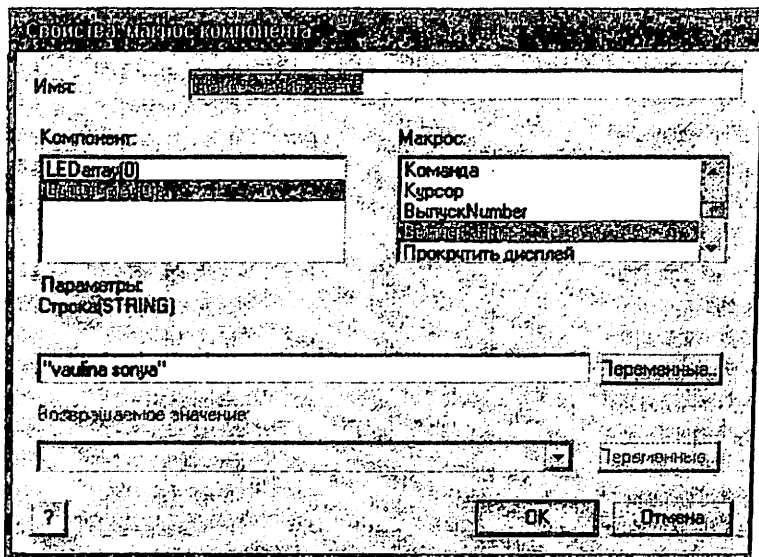 Свойства: макрос компонента
Имя:
Компонент:
Макрос:
LEDarray(0)
Команда
Курсор
ВыпускNumber
Прокрутить дисплей
Параметры:
Строка(STRING)
"vaulina sonya"
Переменные...
Возвращаемое значение:
Переменные...
?
OK
Отмена